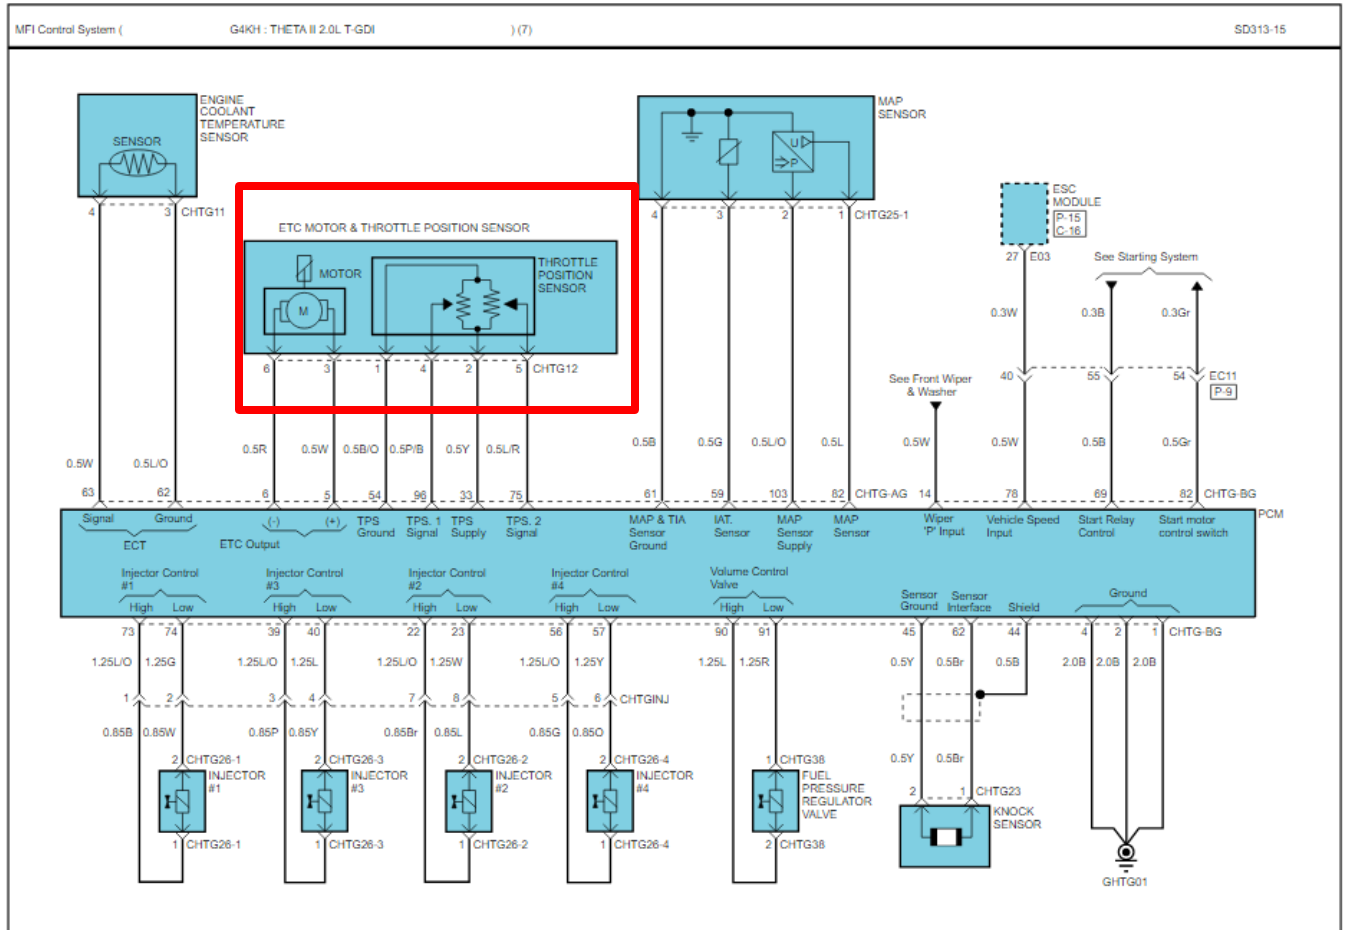 MFI Control System (
G4KH : THETA II 2.0L T-GDI
) (7)
SD313-15
ENGINE
COOLANT
TEMPERATURE
SENSOR
SENSOR
4
3
CHTG11
MAP
SENSOR
U
P
4
3
2
1
CHTG25-1
ETC MOTOR & THROTTLE POSITION SENSOR
MOTOR
M
THROTTLE
POSITION
SENSOR
6
3
1
4
2
5
CHTG12
ESC
MODULE
P-15
C-16
27
E03
See Starting System
0.3W
0.3B
0.3Gr
See Front Wiper
& Washer
40
55
54
EC11
P-9
0.5W
0.5L/O
0.5R
0.5W
0.5B/O
0.5P/B
0.5Y
0.5L/R
0.5B
0.5G
0.5L/O
0.5L
0.5W
0.5W
0.5B
0.5Gr
63
62
6
5
54
96
33
75
61
59
103
82
CHTG-AG
14
78
69
82
CHTG-BG
PCM
Signal
Ground
ECT
(-)
(+)
ETC Output
TPS
Ground
TPS. 1
Signal
TPS
Supply
TPS. 2
Signal
MAP & TIA
Sensor
Ground
IAT.
Sensor
MAP
Sensor
Supply
MAP
Sensor
Wiper
'P' Input
Vehicle Speed
Input
Start Relay
Control
Start motor
control switch
Injector Control
#1
High
Low
Injector Control
#3
High
Low
Injector Control
#2
High
Low
Injector Control
#4
High
Low
Volume Control
Valve
High
Low
Sensor
Ground
Sensor
Interface
Shield
Ground
73
74
39
40
22
23
56
57
90
91
45
62
44
4
2
1
CHTG-BG
1.25L/O
1.25G
1.25L/O
1.25L
1.25L/O
1.25W
1.25L/O
1.25Y
1.25L
1.25R
0.5Y
0.5Br
0.5B
2.0B
2.0B
2.0B
1
2
3
4
7
8
5
6
CHTGINJ
0.85B
0.85W
0.85P
0.85Y
0.85Br
0.85L
0.85G
0.85O
0.5Y
0.5Br
2
CHTG26-1
2
CHTG26-3
2
CHTG26-2
2
CHTG26-4
1
CHTG38
INJECTOR
#1
INJECTOR
#3
INJECTOR
#2
INJECTOR
#4
FUEL
PRESSURE
REGULATOR
VALVE
2
1
CHTG23
KNOCK
SENSOR
1
CHTG26-1
1
CHTG26-3
1
CHTG26-2
1
CHTG26-4
2
CHTG38
GHTG01